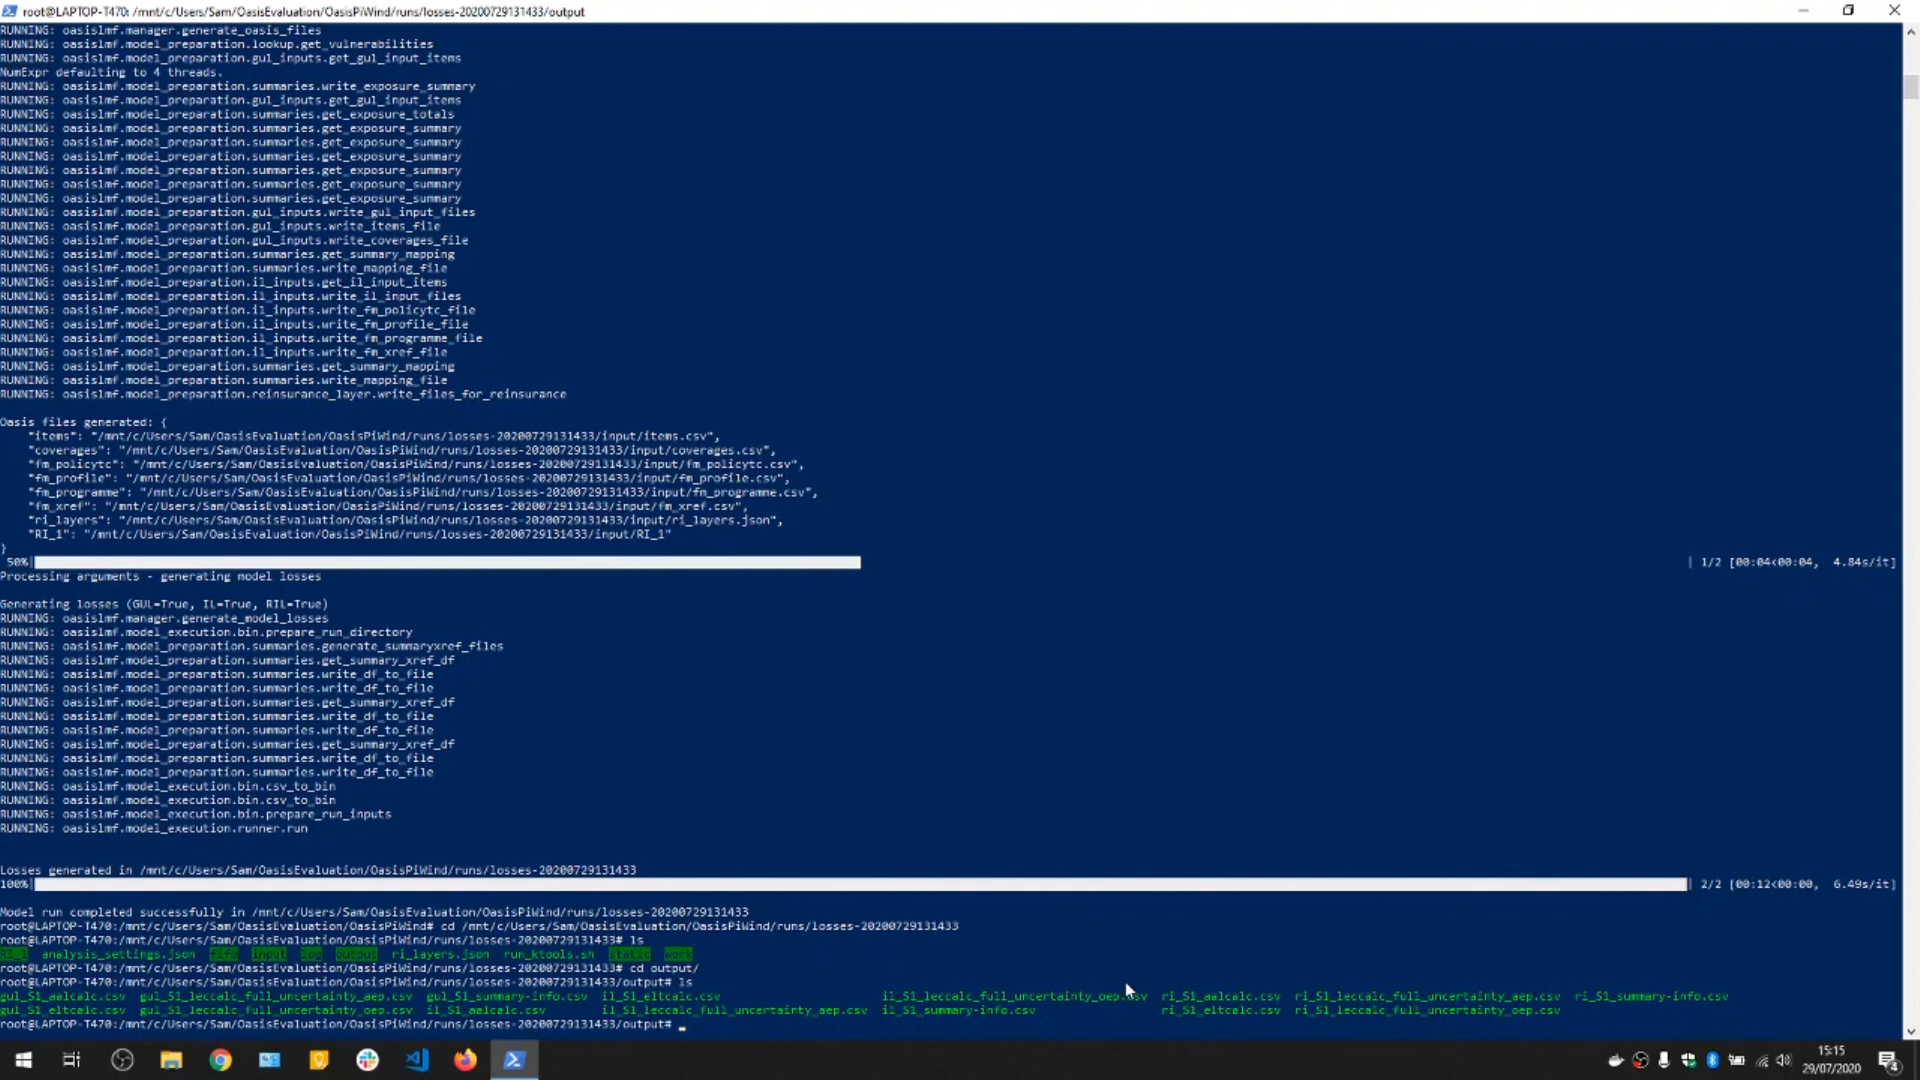 root@LAPTOP-T470: /mnt/c/Users/Sam/OasisEvaluation/OasisPiWind/runs/losses-20200729131433/output
RUNNING: oasislmf.manager.generate_oasis_files
RUNNING: oasislmf.model_preparation.lookup.get_vulnerabilities
RUNNING: oasislmf.model_preparation.gul_inputs.get_gul_input_items
NumExpr defaulting to 4 threads.
RUNNING: oasislmf.model_preparation.summaries.write_exposure_summary
RUNNING: oasislmf.model_preparation.gul_inputs.get_gul_input_items
RUNNING: oasislmf.model_preparation.summaries.get_exposure_totals
RUNNING: oasislmf.model_preparation.summaries.get_exposure_summary
RUNNING: oasislmf.model_preparation.summaries.get_exposure_summary
RUNNING: oasislmf.model_preparation.summaries.get_exposure_summary
RUNNING: oasislmf.model_preparation.summaries.get_exposure_summary
RUNNING: oasislmf.model_preparation.summaries.get_exposure_summary
RUNNING: oasislmf.model_preparation.summaries.get_exposure_summary
RUNNING: oasislmf.model_preparation.gul_inputs.write_gul_input_files
RUNNING: oasislmf.model_preparation.gul_inputs.write_items_file
RUNNING: oasislmf.model_preparation.gul_inputs.write_coverages_file
RUNNING: oasislmf.model_preparation.summaries.get_summary_mapping
RUNNING: oasislmf.model_preparation.summaries.write_mapping_file
RUNNING: oasislmf.model_preparation.il_inputs.get_il_input_items
RUNNING: oasislmf.model_preparation.il_inputs.write_il_input_files
RUNNING: oasislmf.model_preparation.il_inputs.write_fm_policytc_file
RUNNING: oasislmf.model_preparation.il_inputs.write_fm_profile_file
RUNNING: oasislmf.model_preparation.il_inputs.write_fm_programme_file
RUNNING: oasislmf.model_preparation.il_inputs.write_fm_xref_file
RUNNING: oasislmf.model_preparation.summaries.get_summary_mapping
RUNNING: oasislmf.model_preparation.summaries.write_mapping_file
RUNNING: oasislmf.model_preparation.reinsurance_layer.write_files_for_reinsurance
Oasis files generated: {
"items": "/mnt/c/Users/Sam/OasisEvaluation/OasisPiWind/runs/losses-20200729131433/input/items.csv",
"coverages": "/mnt/c/Users/Sam/OasisEvaluation/OasisPiWind/runs/losses-20200729131433/input/coverages.csv",
"fm_policytc": "/mnt/c/Users/Sam/OasisEvaluation/OasisPiWind/runs/losses-20200729131433/input/fm_policytc.csv",
"fm_profile": "/mnt/c/Users/Sam/OasisEvaluation/OasisPiWind/runs/losses-20200729131433/input/fm_profile.csv",
"fm_programme": "/mnt/c/Users/Sam/OasisEvaluation/OasisPiWind/runs/losses-20200729131433/input/fm_programme.csv",
"fm_xref": "/mnt/c/Users/Sam/OasisEvaluation/OasisPiWind/runs/losses-20200729131433/input/fm_xref.csv",
"ri_layers": "/mnt/c/Users/Sam/OasisEvaluation/OasisPiWind/runs/losses-20200729131433/input/ri_layers.json",
"RI_1": "/mnt/c/Users/Sam/OasisEvaluation/OasisPiWind/runs/losses-20200729131433/input/RI_1"
}
50%| | 1/2 [00:04<00:04, 4.84s/it]
Processing arguments - generating model losses
Generating losses (GUL=True, IL=True, RIL=True)
RUNNING: oasislmf.manager.generate_model_losses
RUNNING: oasislmf.model_execution.bin.prepare_run_directory
RUNNING: oasislmf.model_preparation.summaries.generate_summaryxref_files
RUNNING: oasislmf.model_preparation.summaries.get_summary_xref_df
RUNNING: oasislmf.model_preparation.summaries.write_df_to_file
RUNNING: oasislmf.model_preparation.summaries.write_df_to_file
RUNNING: oasislmf.model_preparation.summaries.get_summary_xref_df
RUNNING: oasislmf.model_preparation.summaries.write_df_to_file
RUNNING: oasislmf.model_preparation.summaries.write_df_to_file
RUNNING: oasislmf.model_preparation.summaries.get_summary_xref_df
RUNNING: oasislmf.model_preparation.summaries.write_df_to_file
RUNNING: oasislmf.model_preparation.summaries.write_df_to_file
RUNNING: oasislmf.model_execution.bin.csv_to_bin
RUNNING: oasislmf.model_execution.bin.csv_to_bin
RUNNING: oasislmf.model_execution.bin.prepare_run_inputs
RUNNING: oasislmf.model_execution.runner.run
Losses generated in /mnt/c/Users/Sam/OasisEvaluation/OasisPiWind/runs/losses-20200729131433
100%| | 2/2 [00:12<00:00, 6.49s/it]
Model run completed successfully in /mnt/c/Users/Sam/OasisEvaluation/OasisPiWind/runs/losses-20200729131433
root@LAPTOP-T470:/mnt/c/Users/Sam/OasisEvaluation/OasisPiWind# cd /mnt/c/Users/Sam/OasisEvaluation/OasisPiWind/runs/losses-20200729131433
root@LAPTOP-T470:/mnt/c/Users/Sam/OasisEvaluation/OasisPiWind/runs/losses-20200729131433# ls
RI_1 analysis_settings.json fifo input log output ri_layers.json run_ktools.sh static work
root@LAPTOP-T470:/mnt/c/Users/Sam/OasisEvaluation/OasisPiWind/runs/losses-20200729131433# cd output/
root@LAPTOP-T470:/mnt/c/Users/Sam/OasisEvaluation/OasisPiWind/runs/losses-20200729131433/output# ls
gul_S1_aalcalc.csv gul_S1_leccalc_full_uncertainty_aep.csv gul_S1_summary-info.csv il_S1_eltcalc.csv il_S1_leccalc_full_uncertainty_oep.csv ri_S1_aalcalc.csv ri_S1_leccalc_full_uncertainty_aep.csv ri_S1_summary-info.csv
gul_S1_eltcalc.csv gul_S1_leccalc_full_uncertainty_oep.csv il_S1_aalcalc.csv il_S1_leccalc_full_uncertainty_aep.csv il_S1_summary-info.csv ri_S1_eltcalc.csv ri_S1_leccalc_full_uncertainty_oep.csv
root@LAPTOP-T470:/mnt/c/Users/Sam/OasisEvaluation/OasisPiWind/runs/losses-20200729131433/output#
15:15
29/07/2020
4